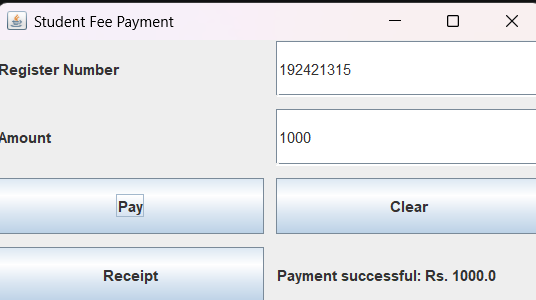 Student Fee Payment
Register Number 192421315
Amount 1000
Pay Clear
Receipt Payment successful: Rs. 1000.0